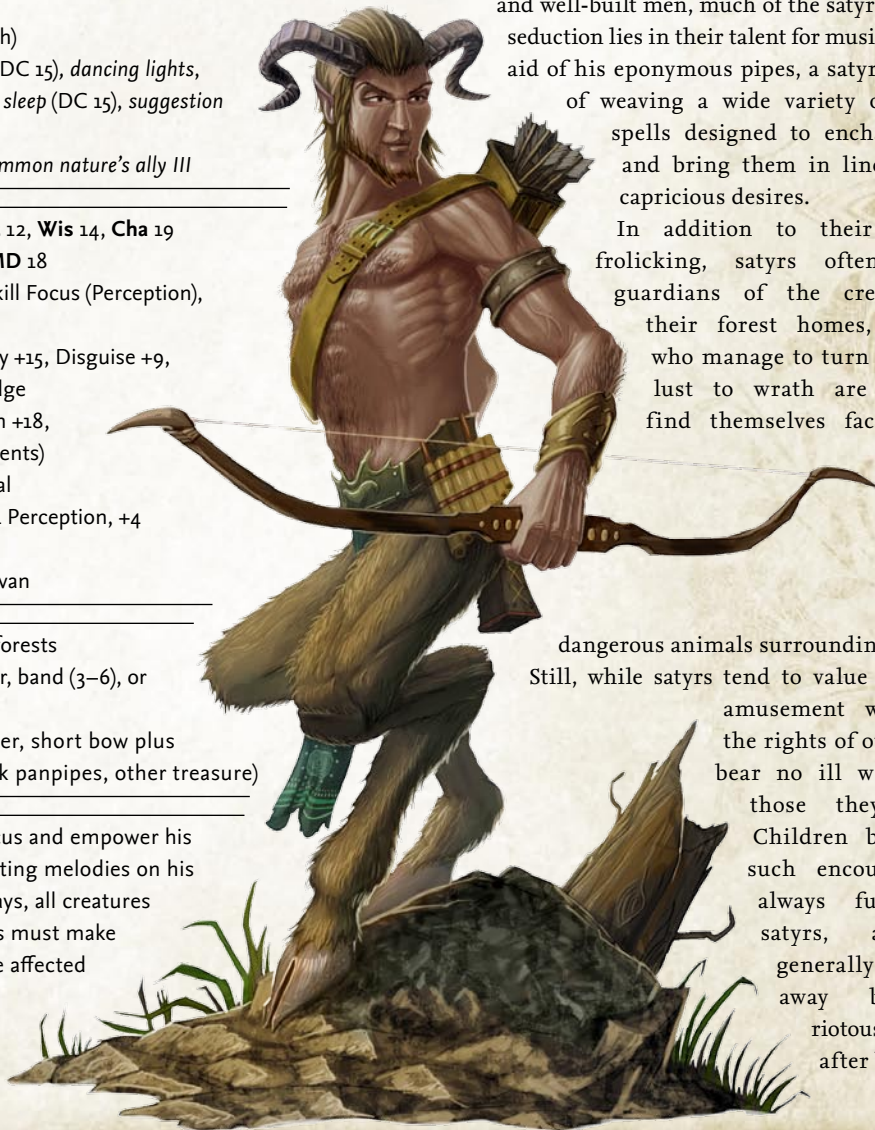 h)
DC 15), dancing lights,
sleep (DC 15), suggestion
mmon nature's ally III
12, Wis 14, Cha 19
MD 18
kill Focus (Perception),
y +15, Disguise +9,
lge
n +18,
ents)
al
Perception, +4
van
forests
r, band (3–6), or
er, short bow plus
k panpipes, other treasure)
cus and empower his
ting melodies on his
ays, all creatures
s must make
e affected
and well-built men, much of the satyr
seduction lies in their talent for musi
aid of his eponymous pipes, a satyr
of weaving a wide variety o
spells designed to ench
and bring them in line
capricious desires.
In addition to their
frolicking, satyrs often
guardians of the cre
their forest homes,
who manage to turn
lust to wrath are
find themselves fac
dangerous animals surroundin
Still, while satyrs tend to value
amusement w
the rights of o
bear no ill w
those they
Children b
such encou
always fu
satyrs, a
generally
away b
riotous
after